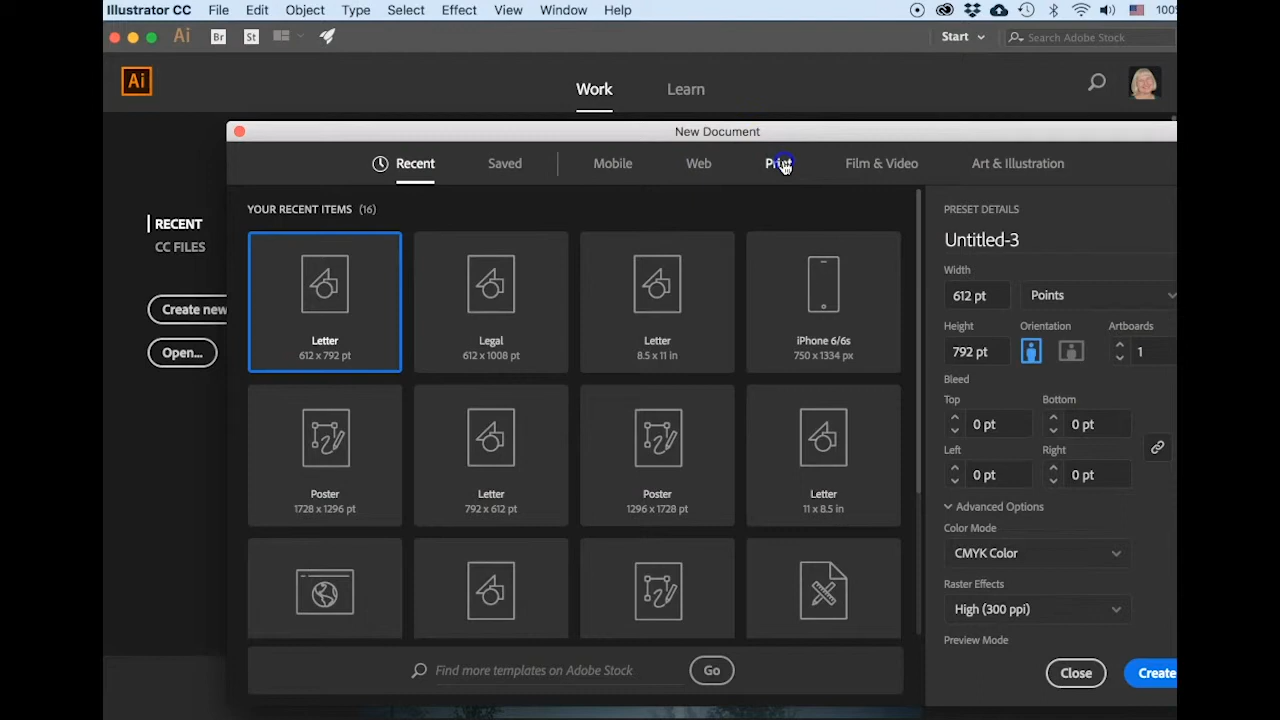 Illustrator CC File Edit Object Type Select Effect View Window Help 100%
Ai Br St Start Search Adobe Stock
Ai Work Learn
New Document
Recent Saved Mobile Web Print Film & Video Art & Illustration
RECENT
CC FILES
Create new
Open...
YOUR RECENT ITEMS (16)
Letter
612 x 792 pt
Legal
612 x 1008 pt
Letter
8.5 x 11 in
iPhone 6/6s
750 x 1334 px
Poster
1728 x 1296 pt
Letter
792 x 612 pt
Poster
1296 x 1728 pt
Letter
11 x 8.5 in
Find more templates on Adobe Stock Go
PRESET DETAILS
Untitled-3
Width
612 pt Points
Height Orientation Artboards
792 pt 1
Bleed
Top Bottom
0 pt 0 pt
Left Right
0 pt 0 pt
Advanced Options
Color Mode
CMYK Color
Raster Effects
High (300 ppi)
Preview Mode
Close Create